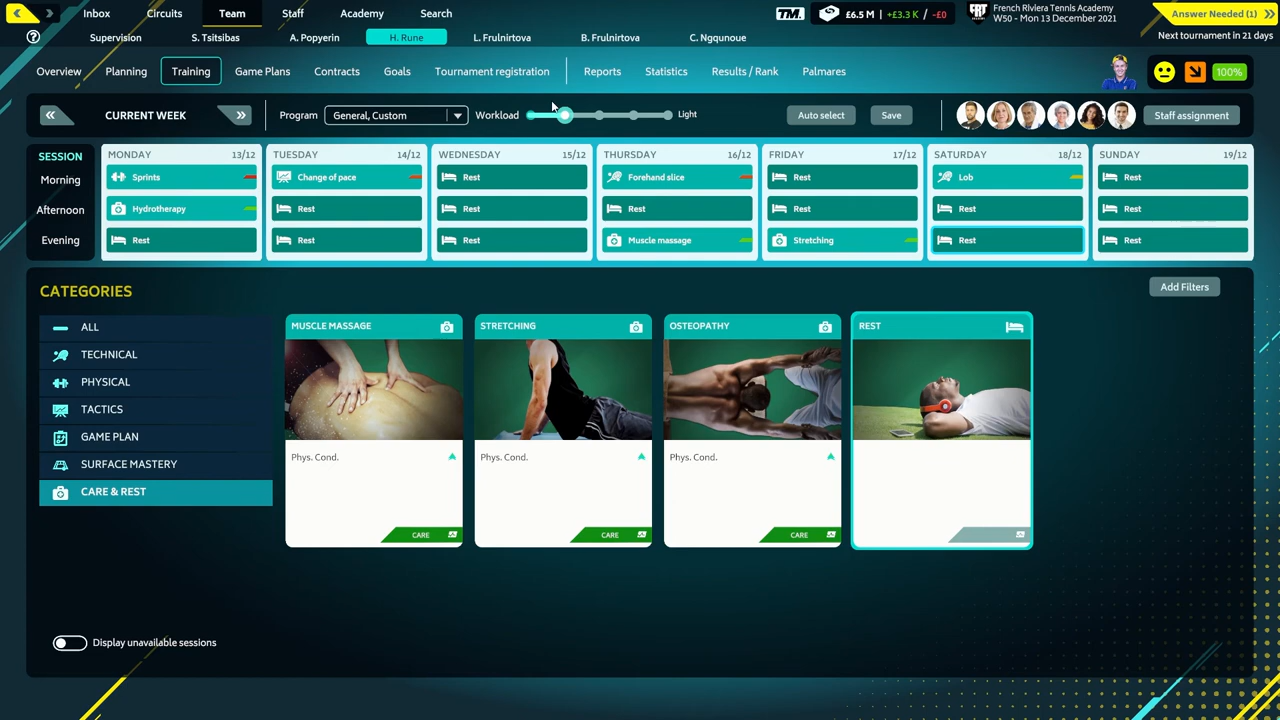 Inbox Circuits Team Staff Academy Search
TM. £6.5 M | +£3.3 K / -£0
French Riviera Tennis Academy
W50 - Mon 13 December 2021
Answer Needed (1)
Next tournament in 21 days
? Supervision S. Tsitsibas A. Popyerin H. Rune L. Frulnirtova B. Frulnirtova C. Ngqunoue
Overview Planning Training Game Plans Contracts Goals Tournament registration Reports Statistics Results / Rank Palmares
100%
CURRENT WEEK Program General, Custom Workload Light Auto select Save Staff assignment
SESSION MONDAY 13/12 TUESDAY 14/12 WEDNESDAY 15/12 THURSDAY 16/12 FRIDAY 17/12 SATURDAY 18/12 SUNDAY 19/12
Morning Sprints Change of pace Rest Forehand slice Rest Lob Rest
Afternoon Hydrotherapy Rest Rest Rest Rest Rest Rest
Evening Rest Rest Rest Muscle massage Stretching Rest Rest
CATEGORIES
Add Filters
ALL
TECHNICAL
PHYSICAL
TACTICS
GAME PLAN
SURFACE MASTERY
CARE & REST
MUSCLE MASSAGE STRETCHING OSTEOPATHY REST
Phys. Cond. Phys. Cond. Phys. Cond.
CARE CARE CARE
Display unavailable sessions